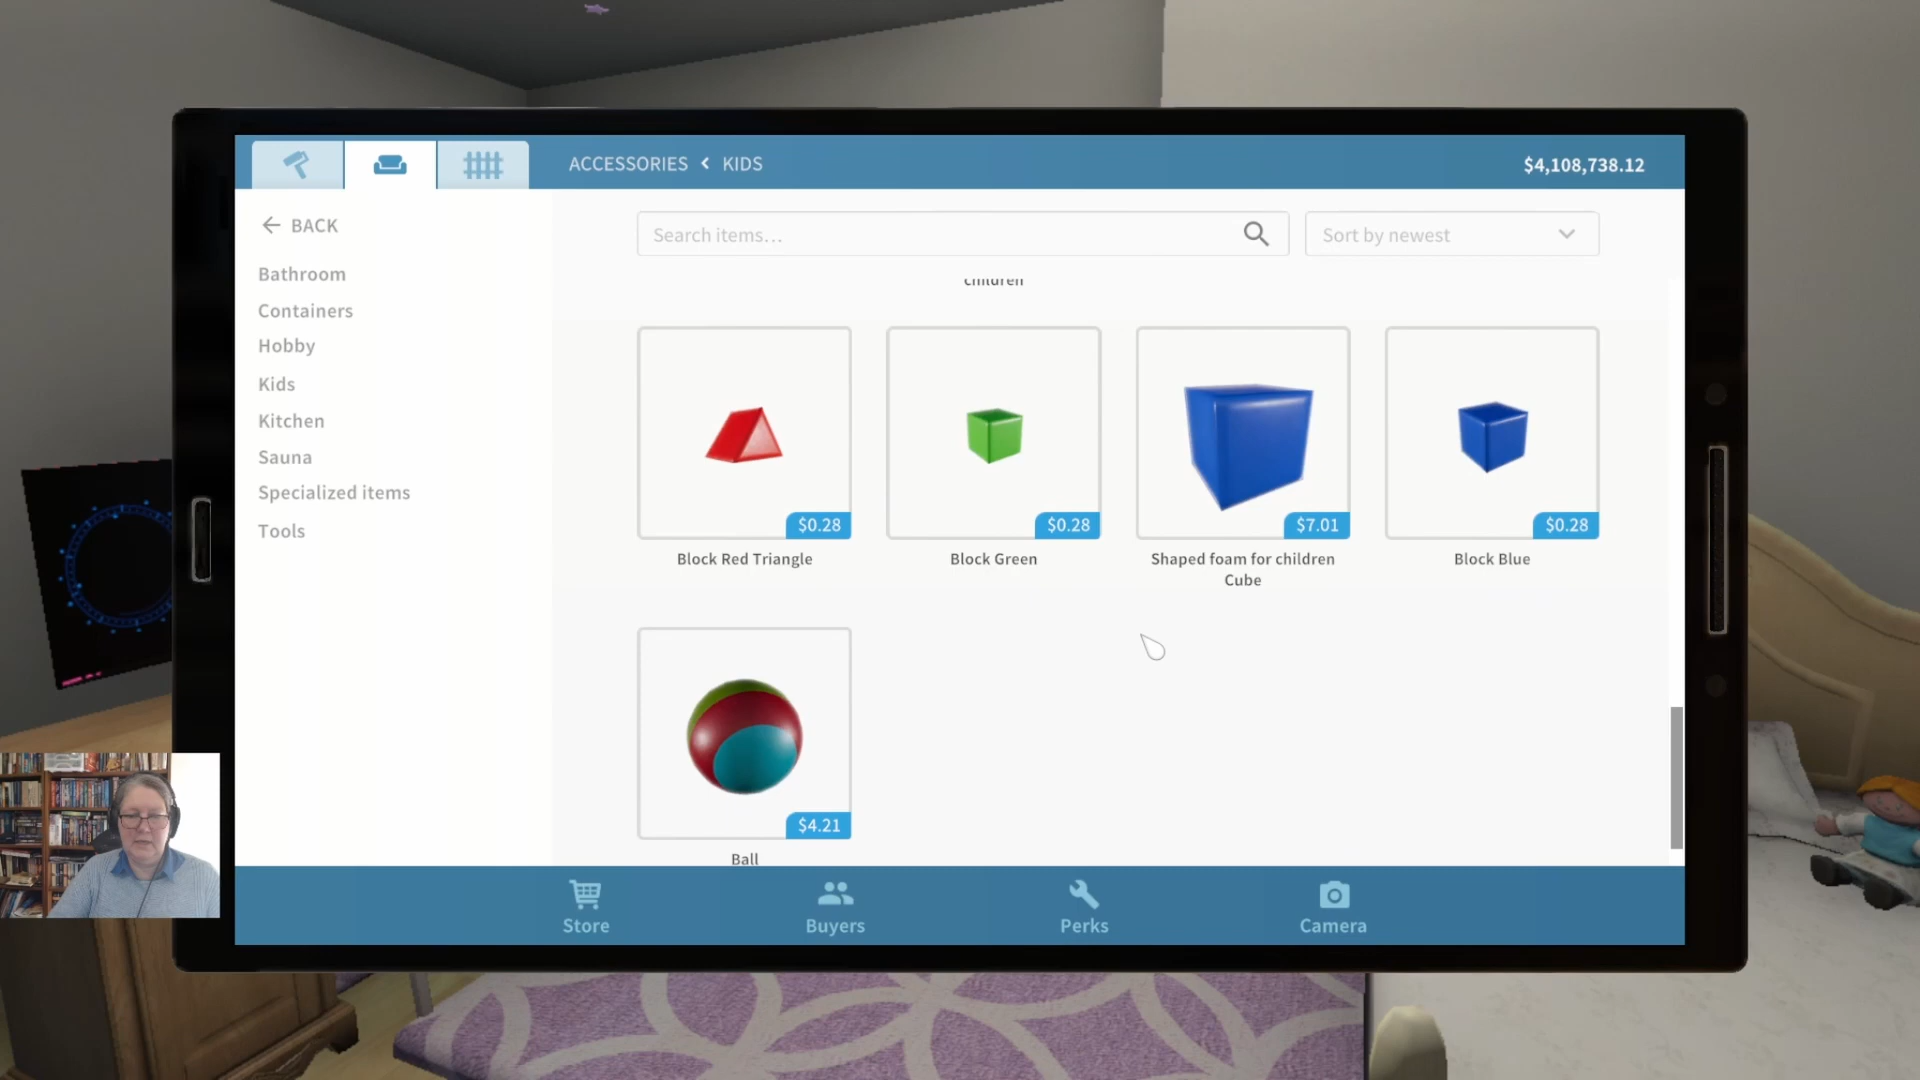 ACCESSORIES < KIDS
$4,108,738.12
BACK
Search items...
Sort by newest
Bathroom
Containers
Hobby
Kids
Kitchen
Sauna
Specialized items
Tools
children
$0.28
$0.28
$7.01
$0.28
Block Red Triangle
Block Green
Shaped foam for children
Cube
Block Blue
$4.21
Ball
Store
Buyers
Perks
Camera